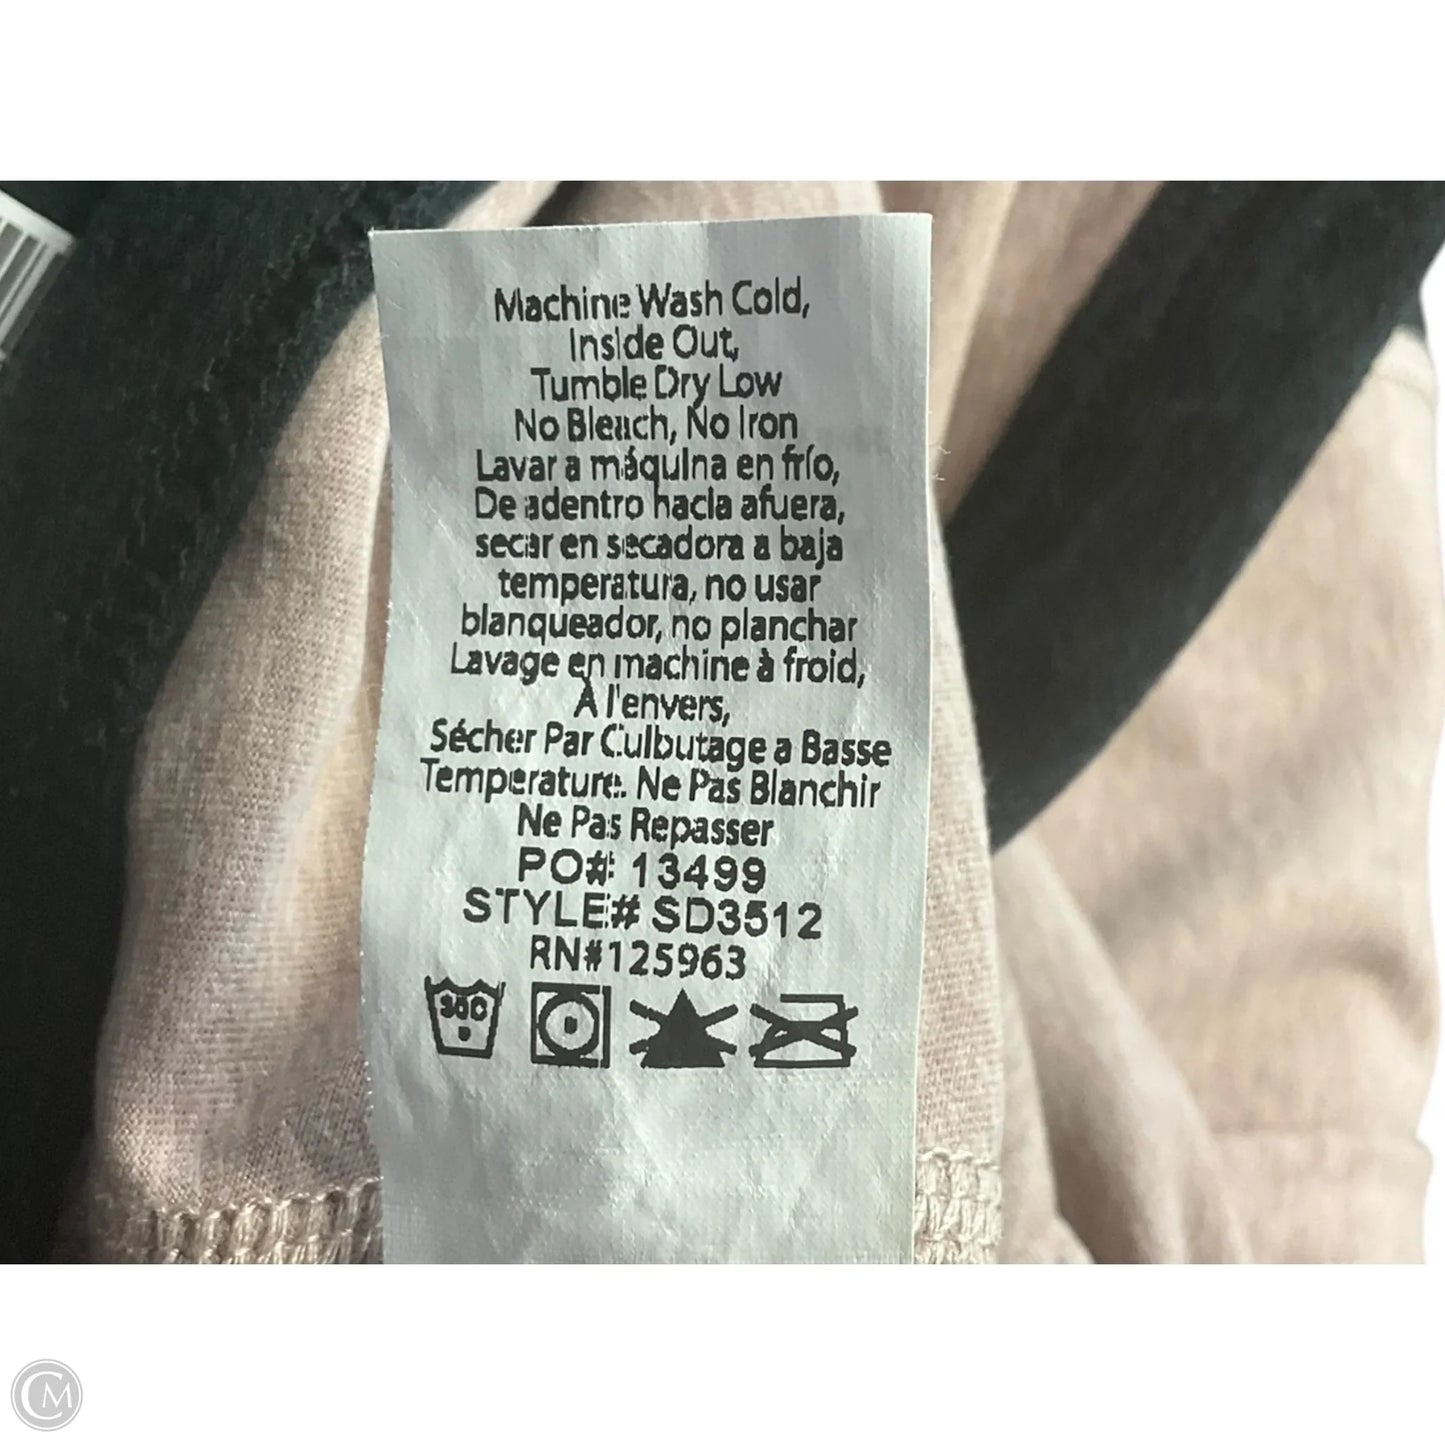 Machine Wash Cold,
Inside Out,
Tumble Dry Low
No Bleach, No Iron
Lavar a máquina en frío,
De adentro hacia afuera,
secar en secadora a baja
temperatura, no usar
blanqueador, no planchar
Lavage en machine à froid,
À l'envers,
Sécher Par Culbutage a Basse
Temperature. Ne Pas Blanchir
Ne Pas Repasser
PO# 13499
STYLE# SD3512
RN#125963
30C
CM